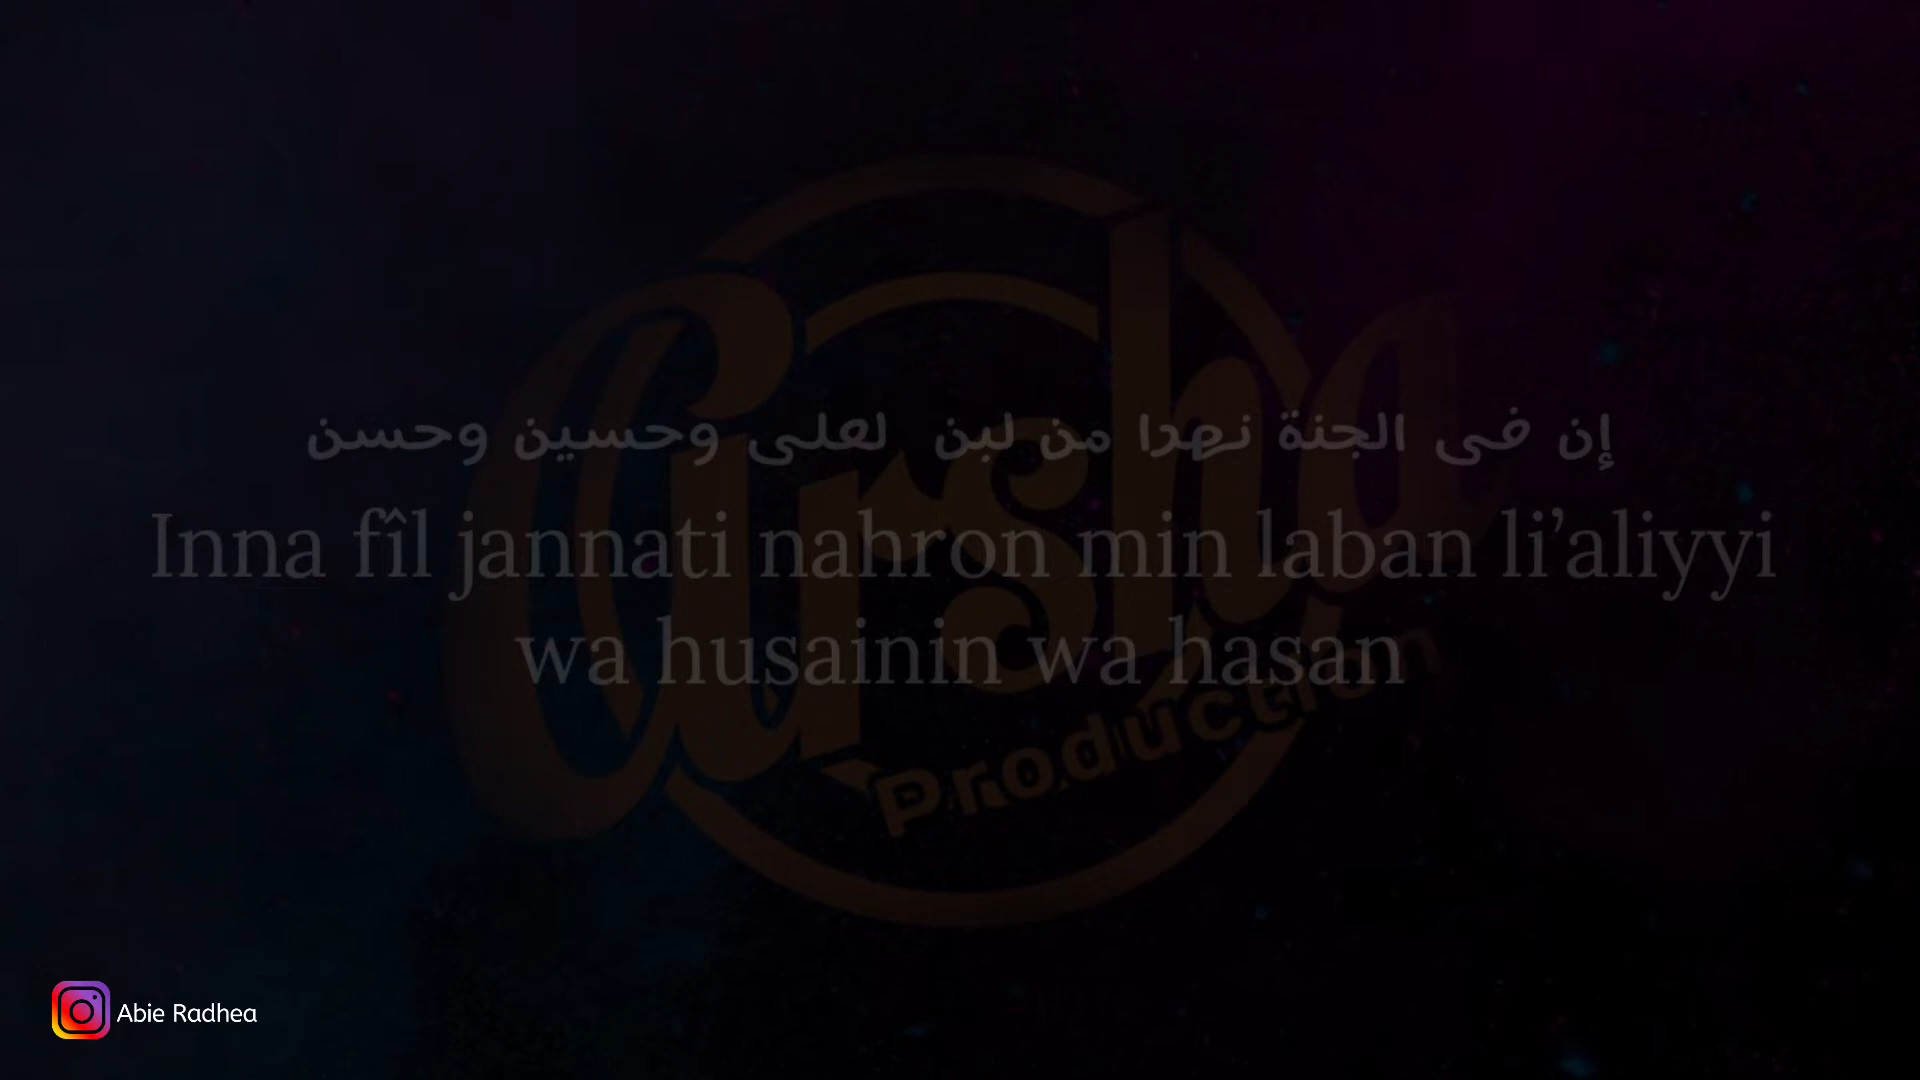 إن فى الجنة نهرا من لبن لعلى وحسين وحسن
Inna fîl jannati nahron min laban li’aliyyi
wa husainin wa hasan
Arsha
Production
Abie Radhea